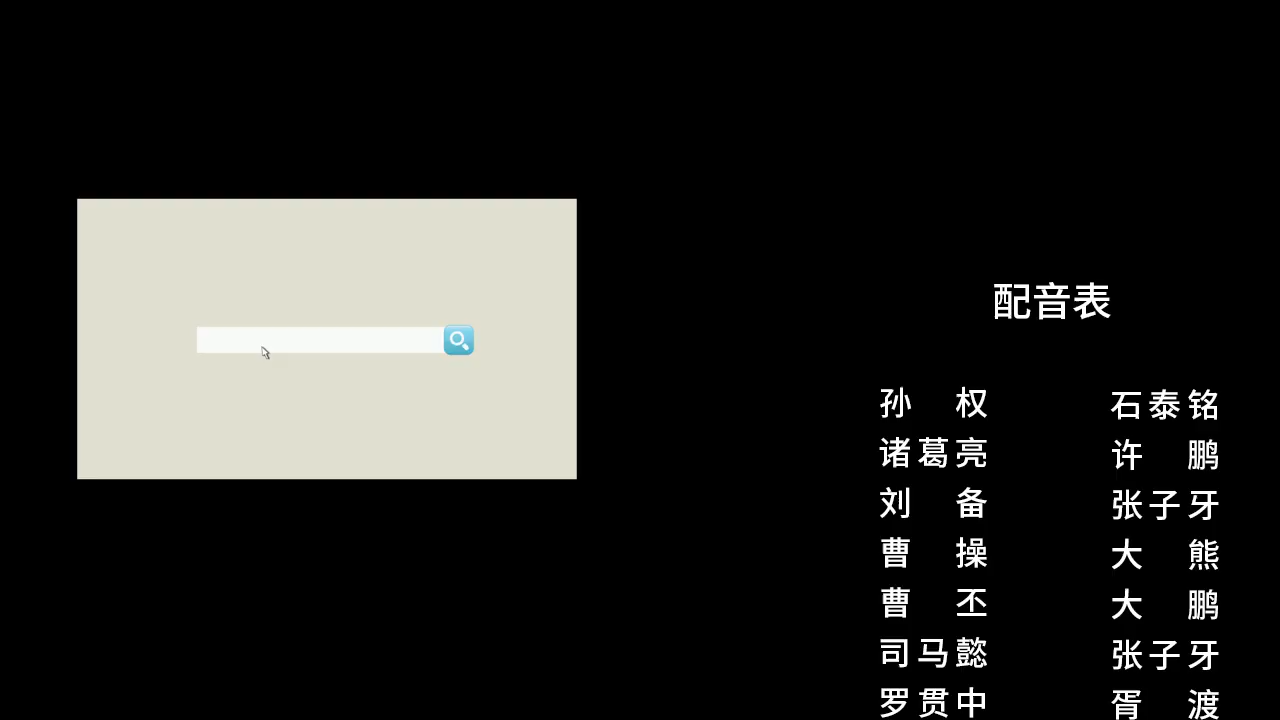 配音表
孙权 石泰铭
诸葛亮 许鹏
刘备 张子牙
曹操 大熊
曹丕 大鹏
司马懿 张子牙
罗贯中 胥渡